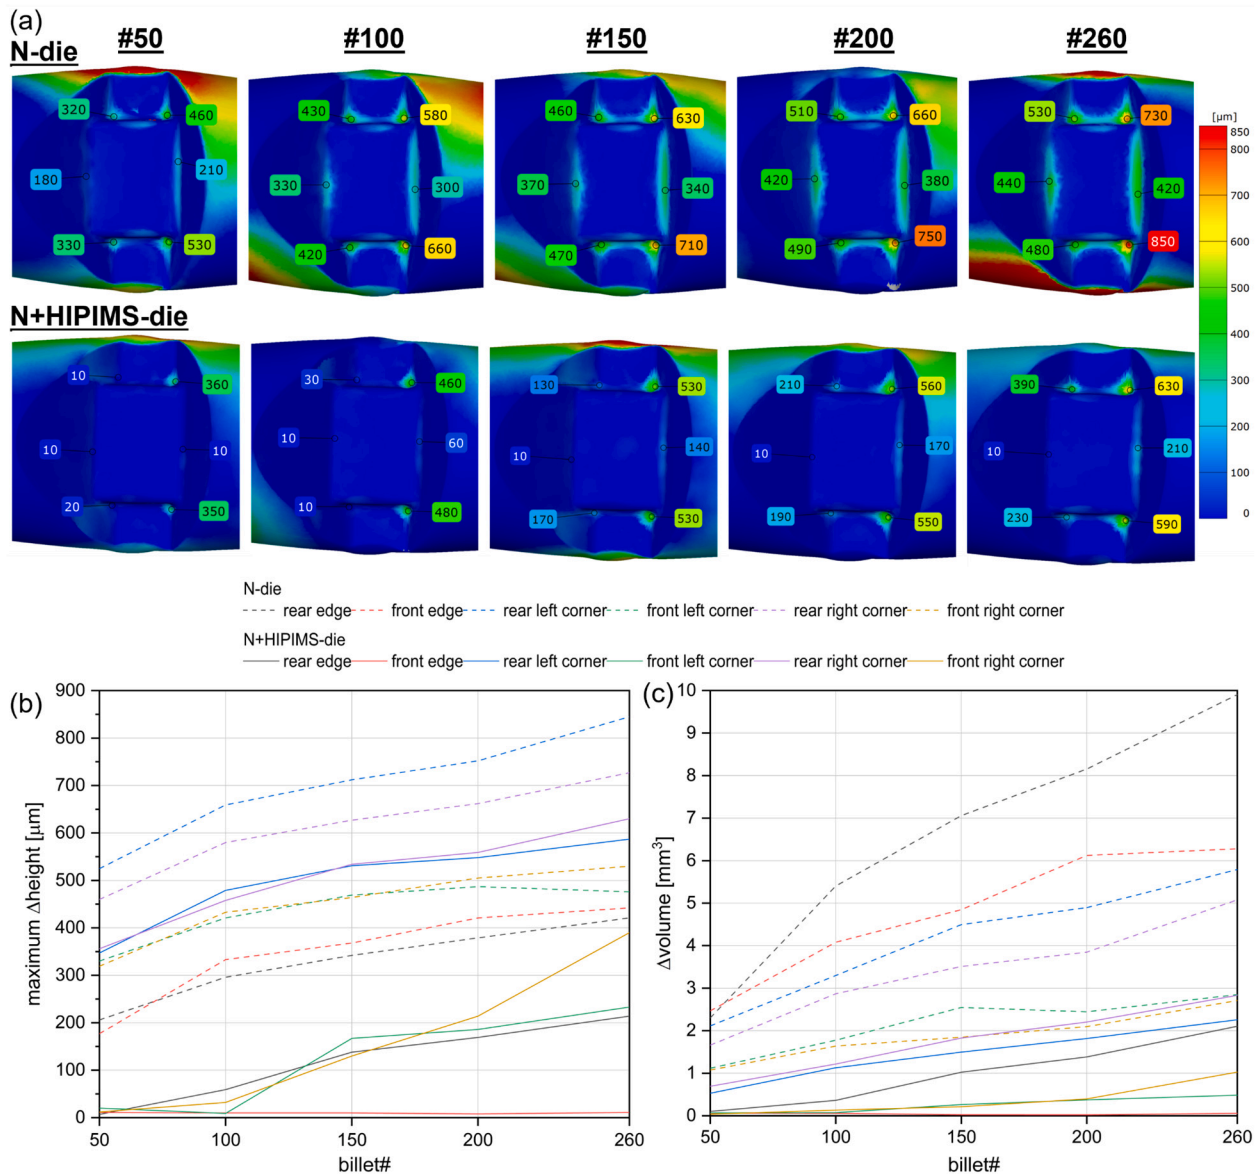 (a)
#50 #100 #150 #200 #260
N-die
320 460 430 580 460 630 510 660 530 730
180 210 330 300 370 340 420 380 440 420
330 530 420 660 470 710 490 750 480 850
[µm]
850
800
700
600
500
400
300
200
100
0
N+HIPIMS-die
10 360 30 460 130 530 210 560 390 630
10 10 10 60 10 140 10 170 10 210
20 350 10 480 170 530 190 550 230 590
N-die
rear edge front edge rear left corner front left corner rear right corner front right corner
N+HIPIMS-die
rear edge front edge rear left corner front left corner rear right corner front right corner
(b)
maximum Δheight [µm]
900
800
700
600
500
400
300
200
100
0
50 100 150 200 260
billet#
(c)
Δvolume [mm³]
10
9
8
7
6
5
4
3
2
1
0
50 100 150 200 260
billet#